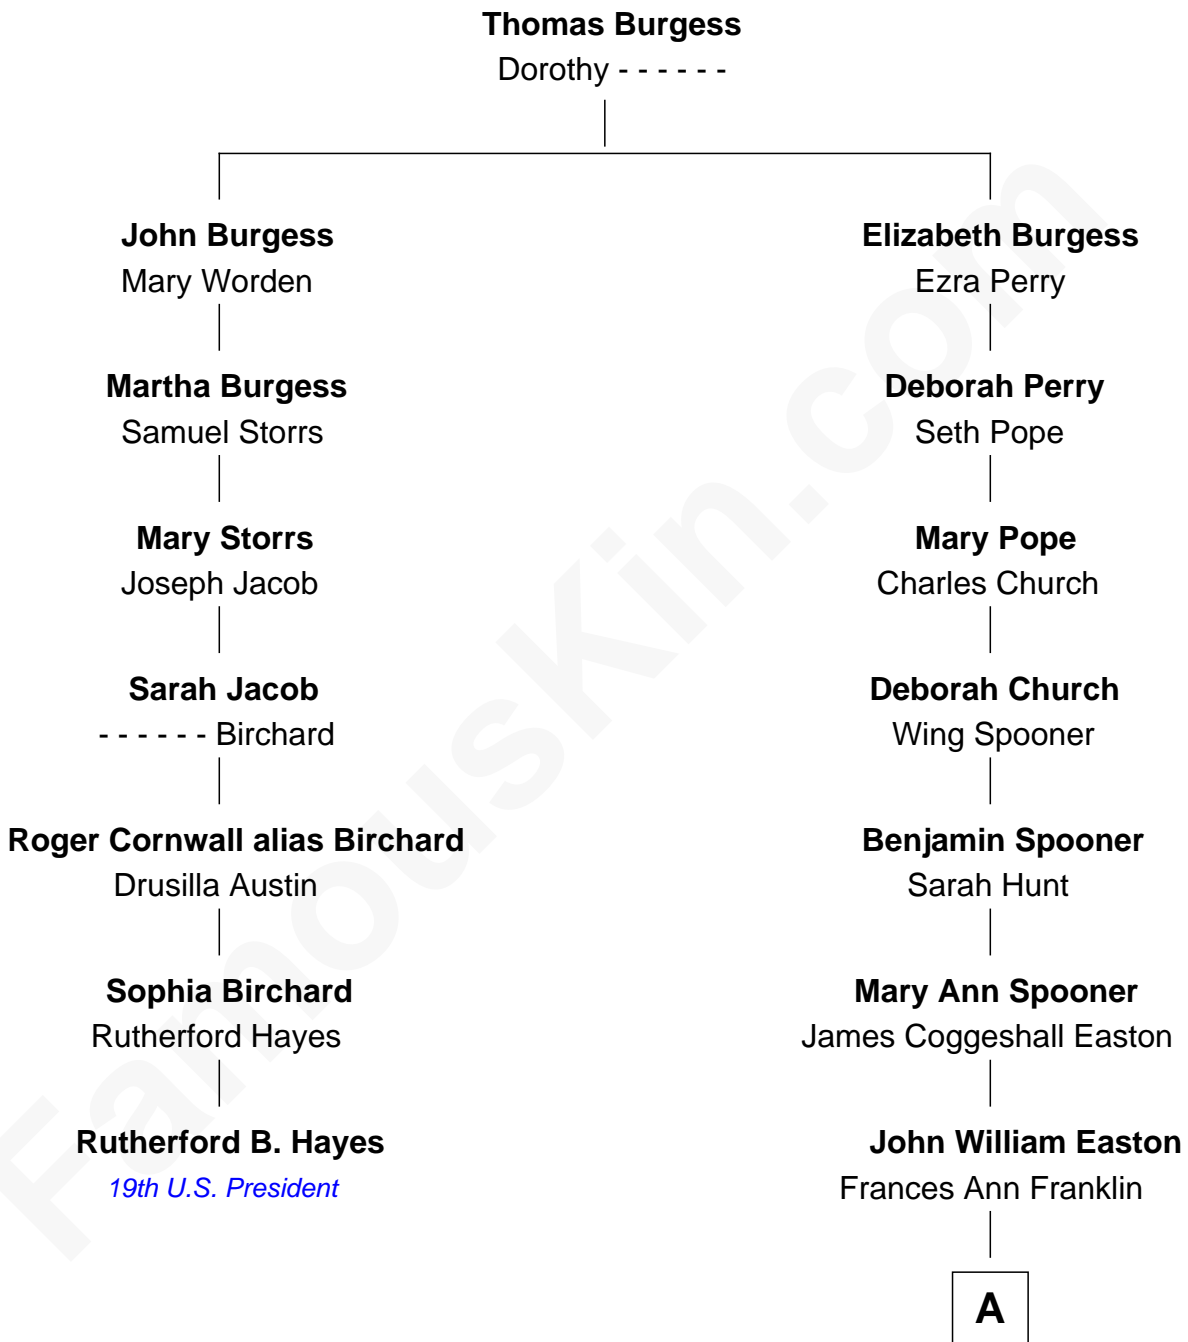 Thomas Burgess
Dorothy - - - - - -
John Burgess
Mary Worden
Elizabeth Burgess
Ezra Perry
Martha Burgess
Samuel Storrs
Deborah Perry
Seth Pope
Mary Storrs
Joseph Jacob
Mary Pope
Charles Church
Sarah Jacob
- - - - - - Birchard
Deborah Church
Wing Spooner
Roger Cornwall alias Birchard
Drusilla Austin
Benjamin Spooner
Sarah Hunt
Sophia Birchard
Rutherford Hayes
Mary Ann Spooner
James Coggeshall Easton
Rutherford B. Hayes
19th U.S. President
John William Easton
Frances Ann Franklin
A
FamousKin.com